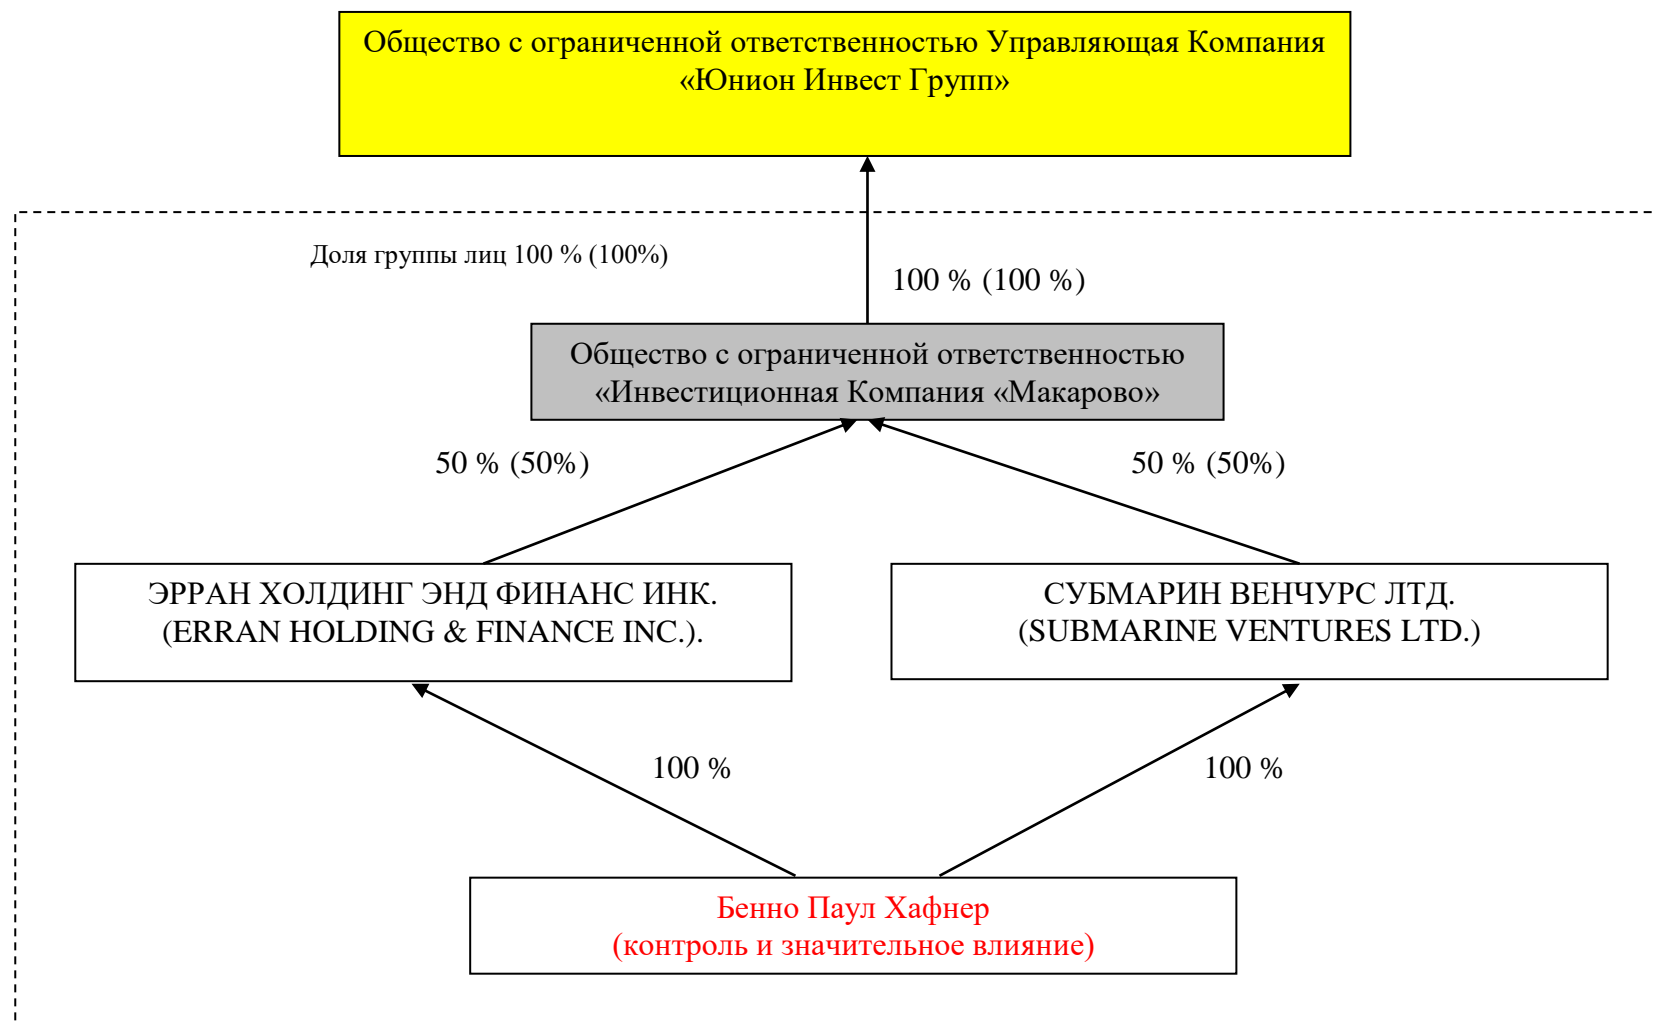 Общество с ограниченной ответственностью Управляющая Компания
«Юнион Инвест Групп»
Доля группы лиц 100 % (100%)
100 % (100 %)
Общество с ограниченной ответственностью
«Инвестиционная Компания «Макарово»
50 % (50%)
50 % (50%)
ЭРРАН ХОЛДИНГ ЭНД ФИНАНС ИНК.
(ERRAN HOLDING & FINANCE INC.).
СУБМАРИН ВЕНЧУРС ЛТД.
(SUBMARINE VENTURES LTD.)
100 %
100 %
Бенно Паул Хафнер
(контроль и значительное влияние)